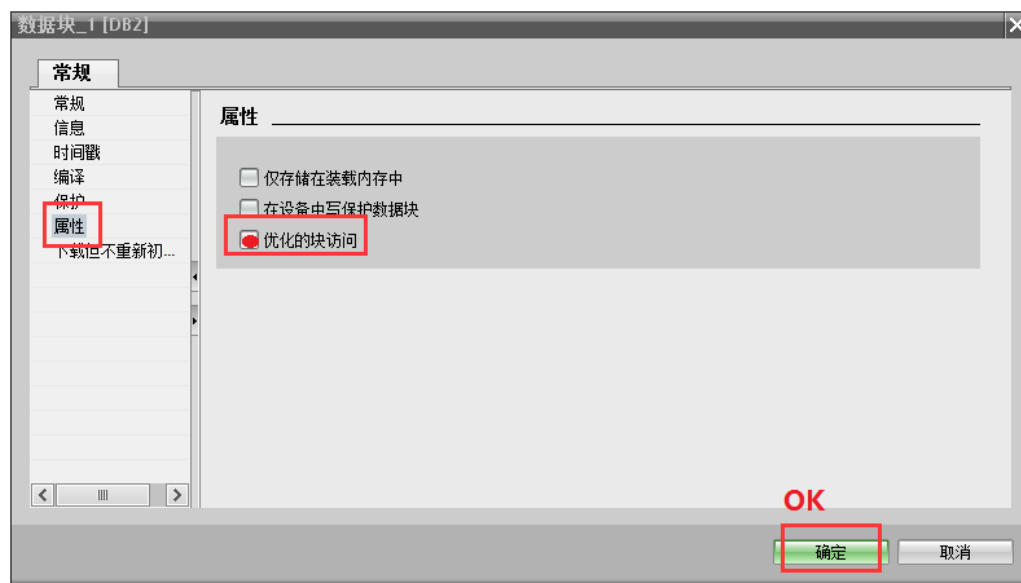 数据块_1 [DB2]
常规
常规
信息
时间戳
编译
保护
属性
下载但不重新初...
属性
仅存储在装载内存中
在设备中写保护数据块
优化的块访问
OK
确定
取消